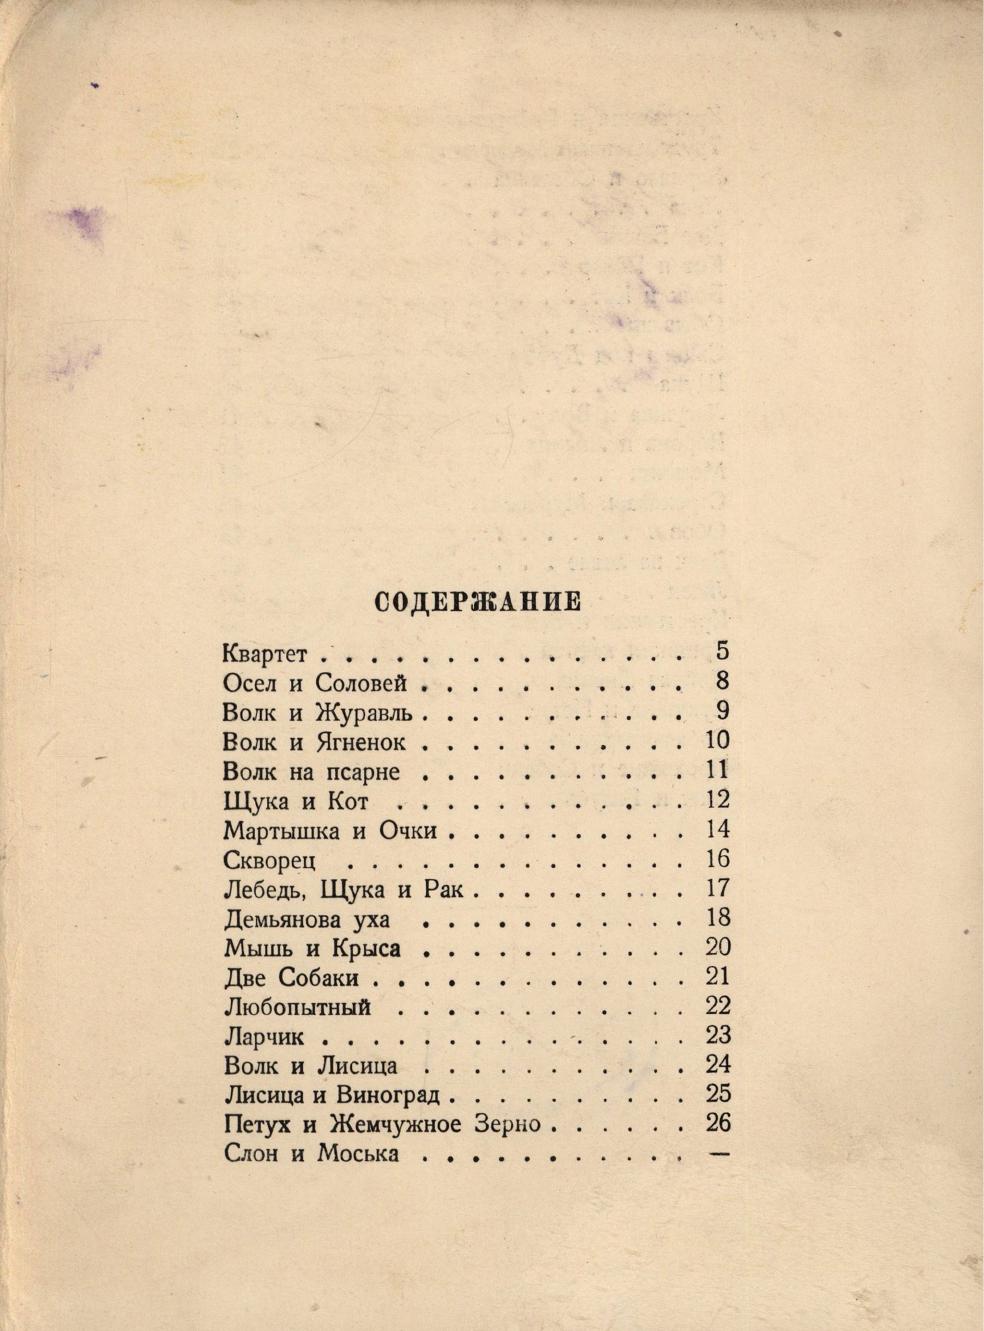 СОДЕРЖАНИЕ
Квартет . . . . . . . . . . . . . . . 5
Осел и Соловей . . . . . . . . . . . 8
Волк и Журавль . . . . . . . . . . . 9
Волк и Ягненок . . . . . . . . . . . 10
Волк на псарне . . . . . . . . . . . 11
Щука и Кот . . . . . . . . . . . . 12
Мартышка и Очки . . . . . . . . . . 14
Скворец . . . . . . . . . . . . . . 16
Лебедь, Щука и Рак . . . . . . . . . 17
Демьянова уха . . . . . . . . . . . 18
Мышь и Крыса . . . . . . . . . . . 20
Две Собаки . . . . . . . . . . . . . 21
Любопытный . . . . . . . . . . . . 22
Ларчик . . . . . . . . . . . . . . . 23
Волк и Лисица . . . . . . . . . . . 24
Лисица и Виноград . . . . . . . . . . 25
Петух и Жемчужное Зерно . . . . . . 26
Слон и Моська . . . . . . . . . . . —